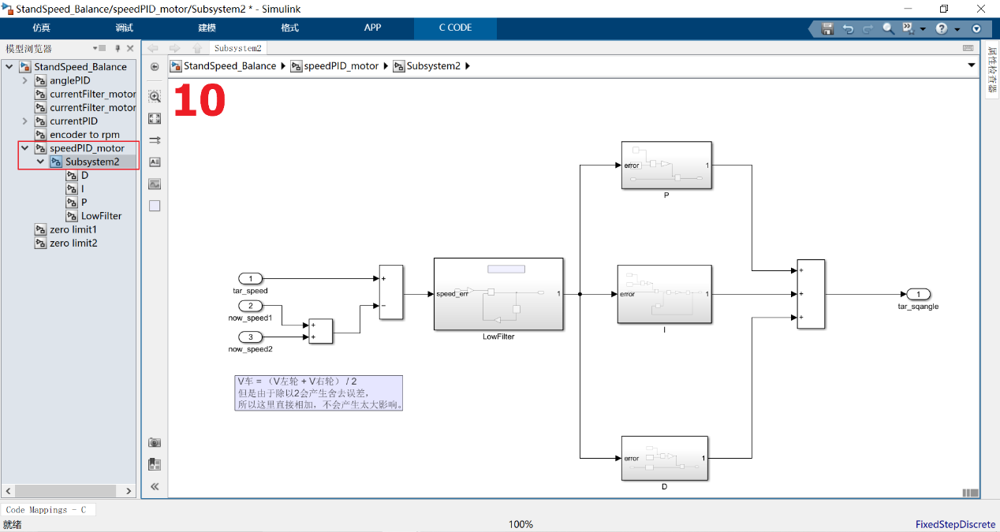 StandSpeed_Balance/speedPID_motor/Subsystem2 * - Simulink
仿真 调试 建模 格式 APP C CODE
模型浏览器
Subsystem2
属性检查器
StandSpeed_Balance
anglePID
currentFilter_motor
currentFilter_motor
currentPID
encoder to rpm
speedPID_motor
Subsystem2
D
I
P
LowFilter
zero limit1
zero limit2
StandSpeed_Balance speedPID_motor Subsystem2
10
error 1
P
1
tar_speed
2
now_speed1
3
now_speed2
+
+
+
−
speed_err 1
LowFilter
error 1
I
error 1
D
+
+
+
1
tar_sqangle
V车 = （V左轮 + V右轮） / 2
但是由于除以2会产生舍去误差，
所以这里直接相加，不会产生太大影响。
Code Mappings - C
就绪 100% FixedStepDiscrete